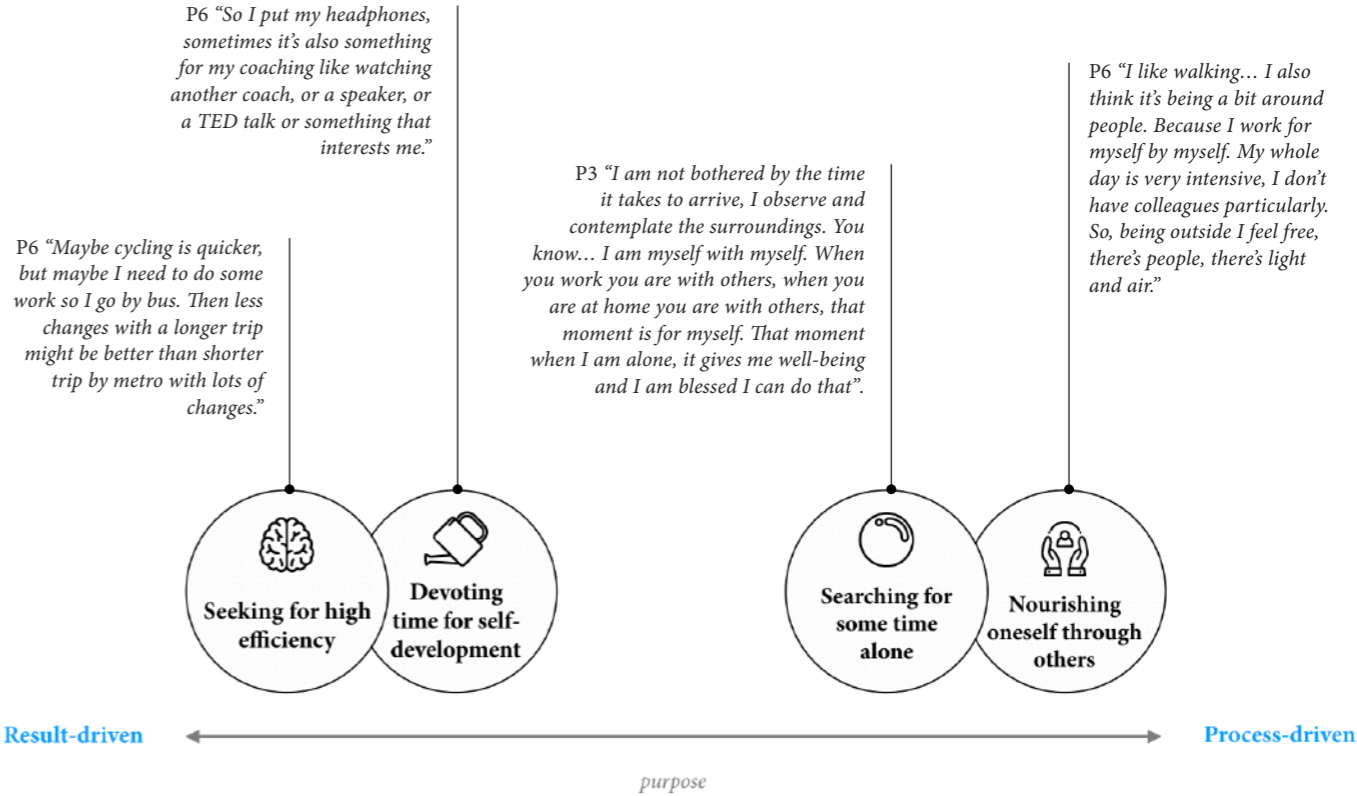 P6 “So I put my headphones,
sometimes it’s also something
for my coaching like watching
another coach, or a speaker, or
a TED talk or something that
interests me.”
P6 “I like walking… I also
think it’s being a bit around
people. Because I work for
myself by myself. My whole
day is very intensive, I don’t
have colleagues particularly.
So, being outside I feel free,
there’s people, there’s light
and air.”
P3 “I am not bothered by the time
it takes to arrive, I observe and
contemplate the surroundings. You
know… I am myself with myself. When
you work you are with others, when you
are at home you are with others, that
moment is for myself. That moment
when I am alone, it gives me well-being
and I am blessed I can do that”.
P6 “Maybe cycling is quicker,
but maybe I need to do some
work so I go by bus. Then less
changes with a longer trip
might be better than shorter
trip by metro with lots of
changes.”
Seeking for high
efficiency
Devoting
time for self-
development
Searching for
some time
alone
Nourishing
oneself through
others
Result-driven
Process-driven
purpose